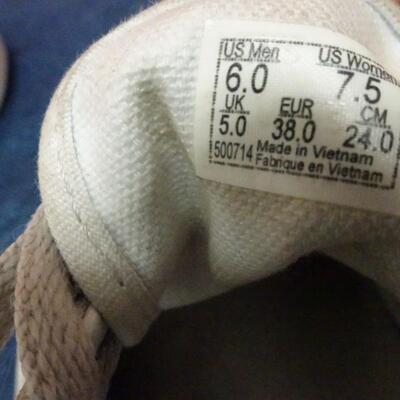 US Men US Women
6.0 7.5
UK EUR CM
5.0 38.0 24.0
500714 Made in Vietnam
Fabrique en Vietnam